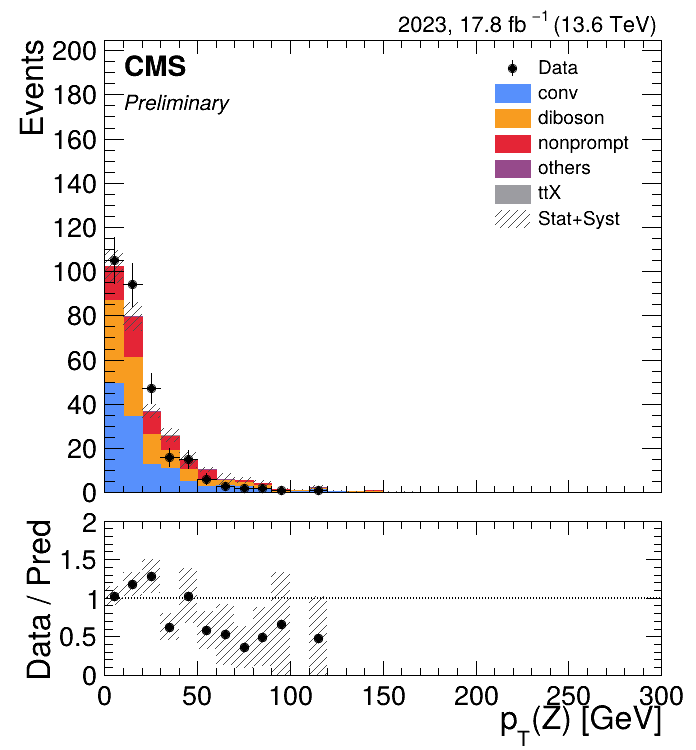 2023, 17.8 fb⁻¹ (13.6 TeV)
CMS
Preliminary
Events
200
180
160
140
120
100
80
60
40
20
0
Data
conv
diboson
nonprompt
others
ttX
Stat+Syst
Data / Pred
2
1.5
1
0.5
0
0 50 100 150 200 250 300
p_T(Z) [GeV]